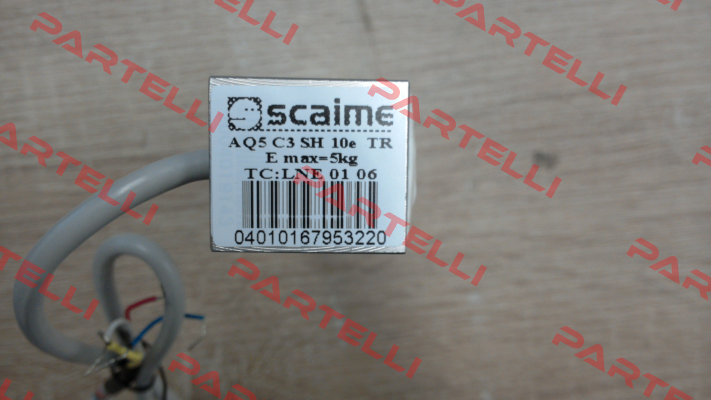 scaime
AQ5 C3 SH 10e TR
E max=5kg
TC:LNE 01 06
04010167953220
PARTELLI
PARTELLI
PARTELLI
PARTELLI
PARTELLI
PARTELLI